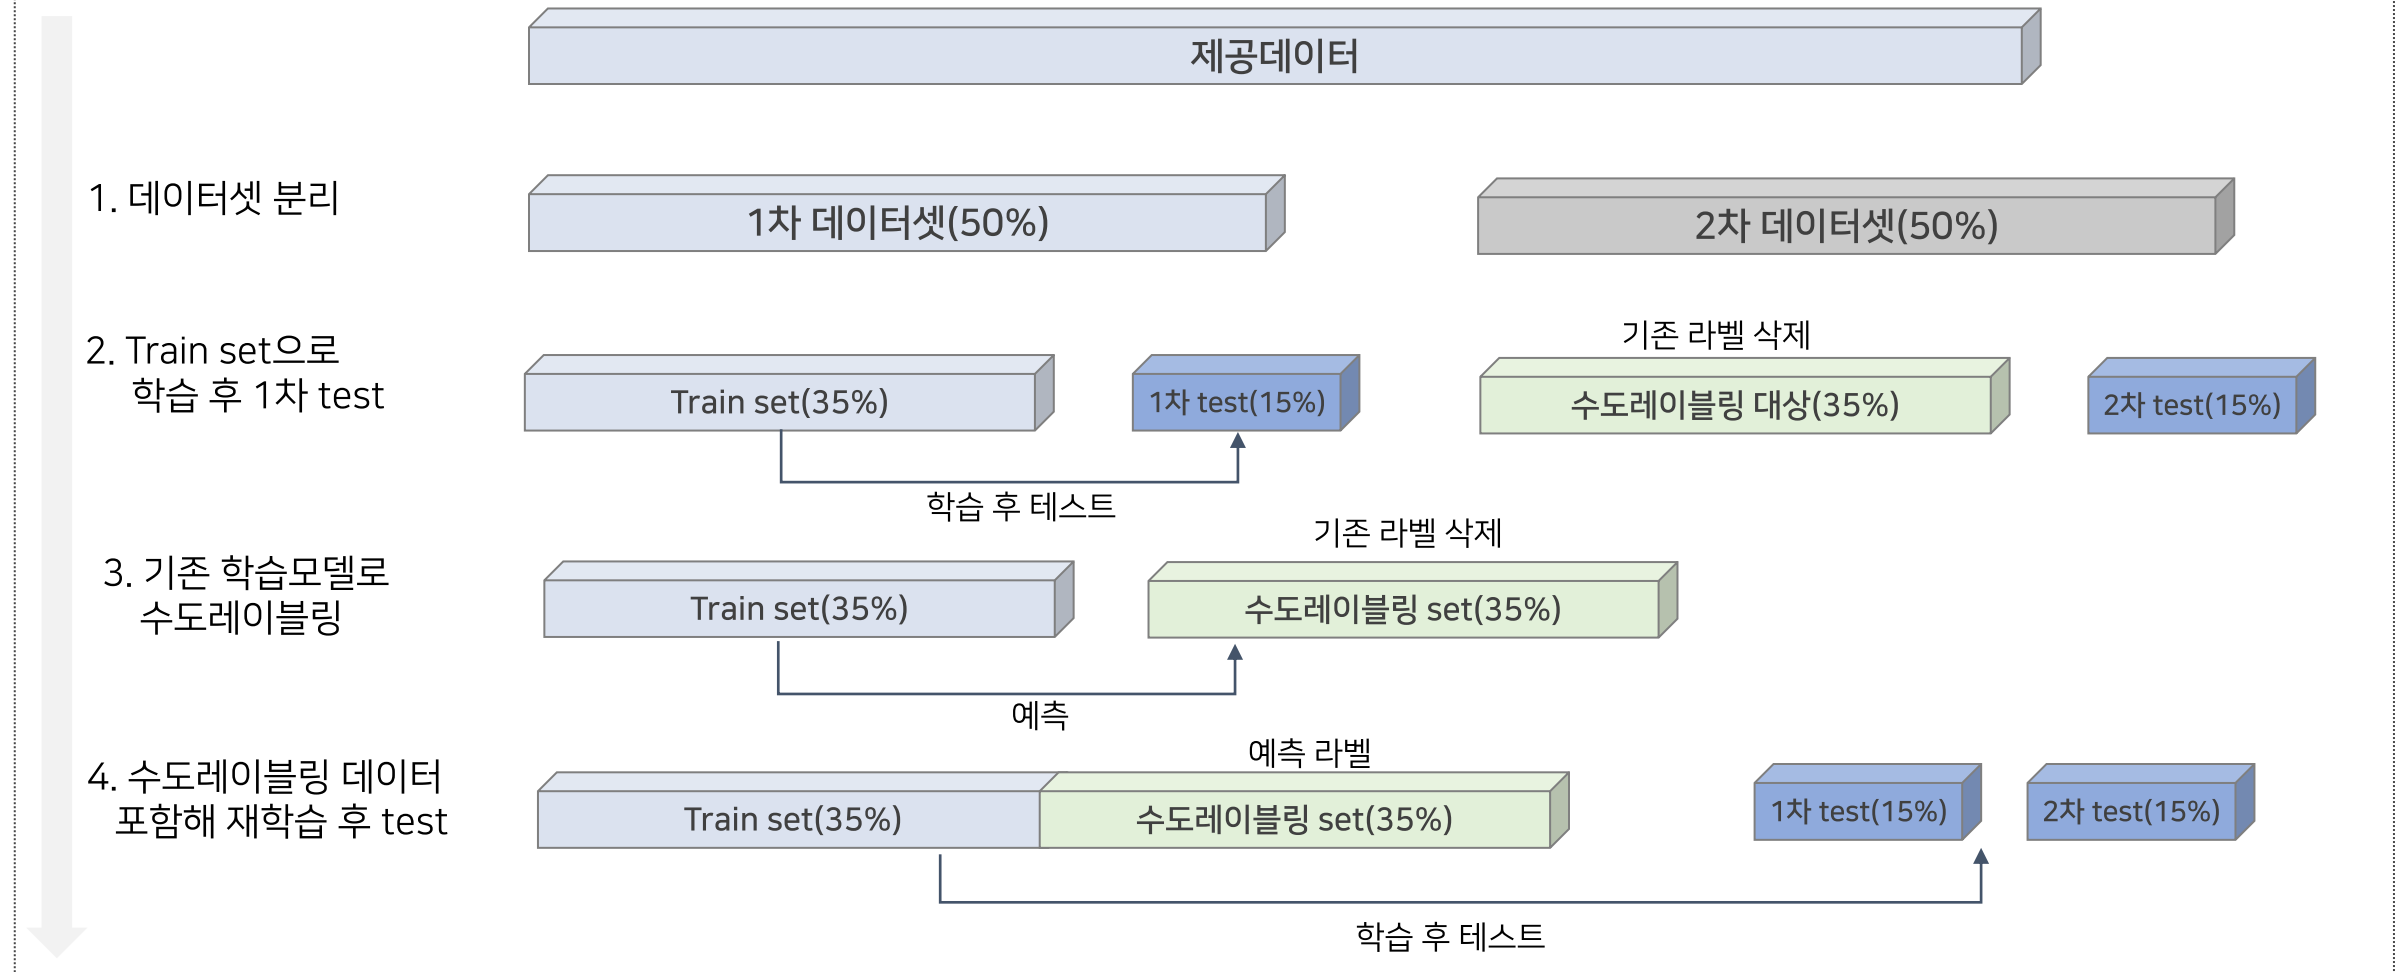 제공데이터
1. 데이터셋 분리
1차 데이터셋(50%)
2차 데이터셋(50%)
2. Train set으로
학습 후 1차 test
Train set(35%)
1차 test(15%)
기존 라벨 삭제
수도레이블링 대상(35%)
2차 test(15%)
학습 후 테스트
3. 기존 학습모델로
수도레이블링
Train set(35%)
기존 라벨 삭제
수도레이블링 set(35%)
예측
4. 수도레이블링 데이터
포함해 재학습 후 test
Train set(35%)
예측 라벨
수도레이블링 set(35%)
1차 test(15%)
2차 test(15%)
학습 후 테스트